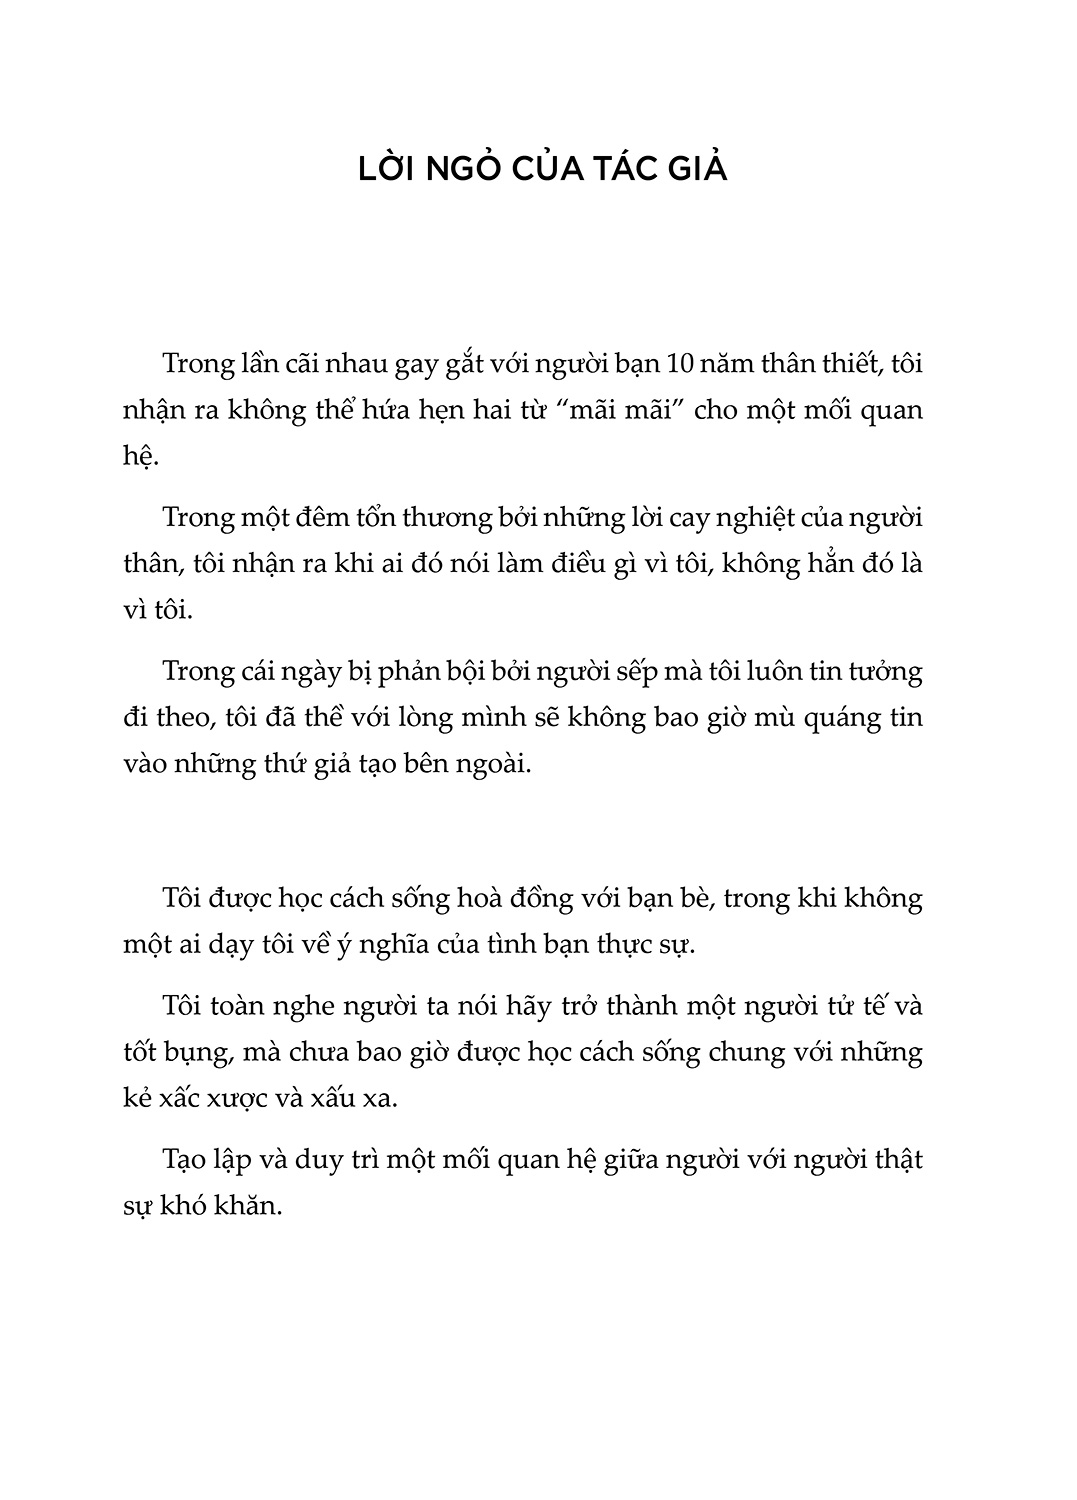 LỜI NGỎ CỦA TÁC GIẢ
Trong lần cãi nhau gay gắt với người bạn 10 năm thân thiết, tôi
nhận ra không thể hứa hẹn hai từ “mãi mãi” cho một mối quan
hệ.
Trong một đêm tổn thương bởi những lời cay nghiệt của người
thân, tôi nhận ra khi ai đó nói làm điều gì vì tôi, không hẳn đó là
vì tôi.
Trong cái ngày bị phản bội bởi người sếp mà tôi luôn tin tưởng
đi theo, tôi đã thề với lòng mình sẽ không bao giờ mù quáng tin
vào những thứ giả tạo bên ngoài.
Tôi được học cách sống hoà đồng với bạn bè, trong khi không
một ai dạy tôi về ý nghĩa của tình bạn thực sự.
Tôi toàn nghe người ta nói hãy trở thành một người tử tế và
tốt bụng, mà chưa bao giờ được học cách sống chung với những
kẻ xấc xược và xấu xa.
Tạo lập và duy trì một mối quan hệ giữa người với người thật
sự khó khăn.